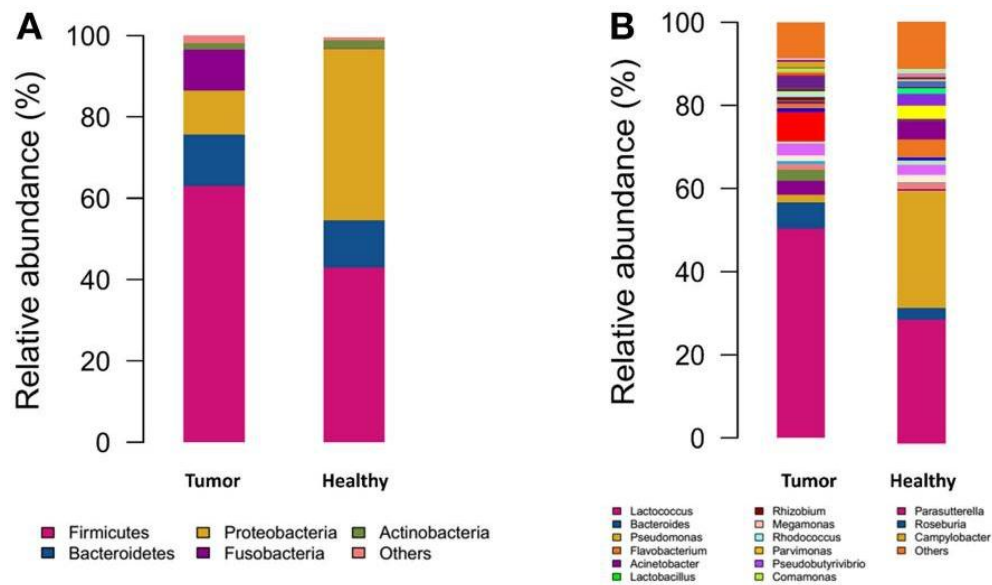 A
Relative abundance (%)
100
80
60
40
20
0
Tumor Healthy
Firmicutes Proteobacteria Actinobacteria
Bacteroidetes Fusobacteria Others
B
Relative abundance (%)
100
80
60
40
20
0
Tumor Healthy
Lactococcus Rhizobium Parasutterella
Bacteroides Megamonas Roseburia
Pseudomonas Rhodococcus Campylobacter
Flavobacterium Parvimonas Others
Acinetobacter Pseudobutyrivibrio
Lactobacillus Comamonas